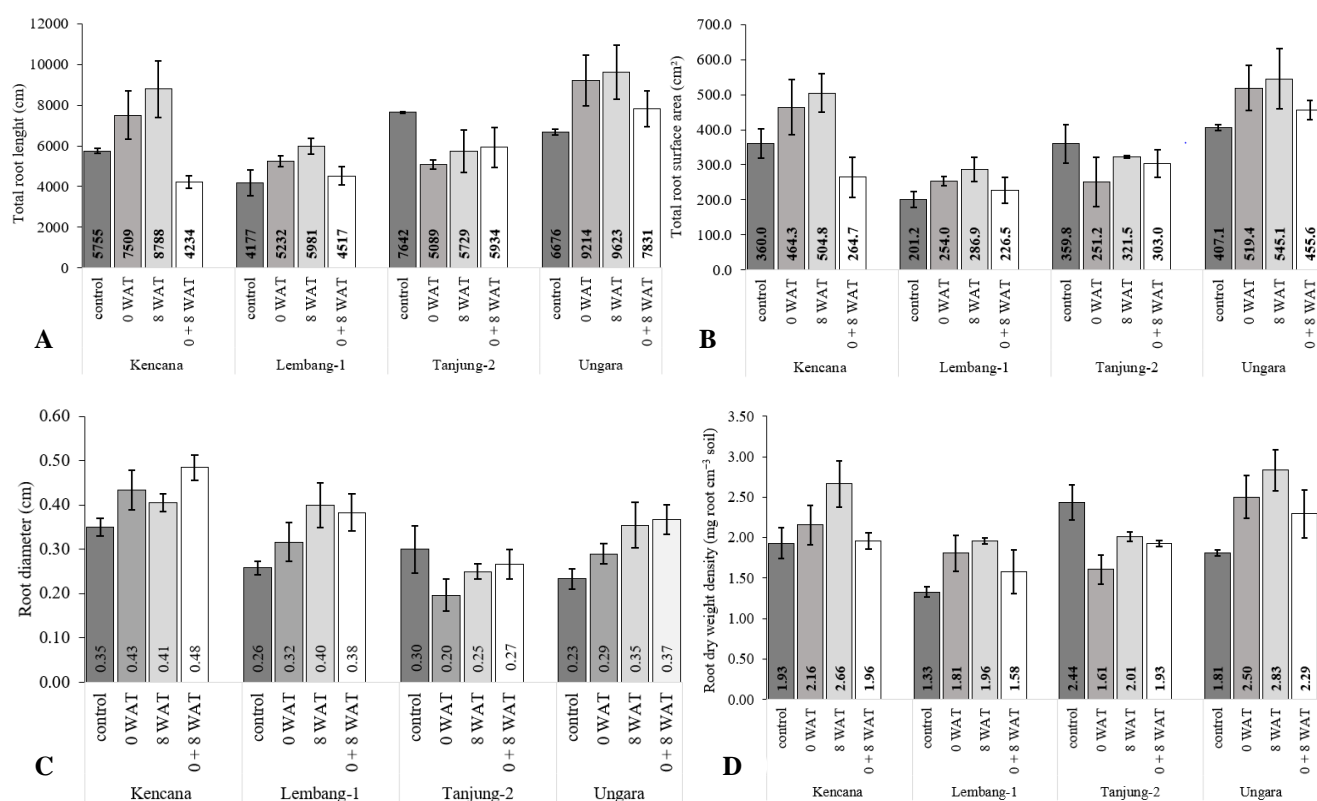 Total root lenght (cm)
12000
10000
8000
6000
4000
2000
0
5755 7509 8788 4234 4177 5232 5981 4517 7642 5089 5729 5934 6676 9214 9623 7831
control 0 WAT 8 WAT 0 + 8 WAT control 0 WAT 8 WAT 0 + 8 WAT control 0 WAT 8 WAT 0 + 8 WAT control 0 WAT 8 WAT 0 + 8 WAT
Kencana Lembang-1 Tanjung-2 Ungara
A
Total root surface area (cm²)
700.0
600.0
500.0
400.0
300.0
200.0
100.0
0.0
360.0 464.3 504.8 264.7 201.2 254.0 286.9 226.5 359.8 251.2 321.5 303.0 407.1 519.4 545.1 455.6
control 0 WAT 8 WAT 0 + 8 WAT control 0 WAT 8 WAT 0 + 8 WAT control 0 WAT 8 WAT 0 + 8 WAT control 0 WAT 8 WAT 0 + 8 WAT
Kencana Lembang-1 Tanjung-2 Ungara
B
Root diameter (cm)
0.60
0.50
0.40
0.30
0.20
0.10
0.00
0.35 0.43 0.41 0.48 0.26 0.32 0.40 0.38 0.30 0.20 0.25 0.27 0.23 0.29 0.35 0.37
control 0 WAT 8 WAT 0 + 8 WAT control 0 WAT 8 WAT 0 + 8 WAT control 0 WAT 8 WAT 0 + 8 WAT control 0 WAT 8 WAT 0 + 8 WAT
Kencana Lembang-1 Tanjung-2 Ungara
C
Root dry weight density (mg root cm⁻³ soil)
3.50
3.00
2.50
2.00
1.50
1.00
0.50
0.00
1.93 2.16 2.66 1.96 1.33 1.81 1.96 1.58 2.44 1.61 2.01 1.93 1.81 2.50 2.83 2.29
control 0 WAT 8 WAT 0 + 8 WAT control 0 WAT 8 WAT 0 + 8 WAT control 0 WAT 8 WAT 0 + 8 WAT control 0 WAT 8 WAT 0 + 8 WAT
Kencana Lembang-1 Tanjung-2 Ungara
D